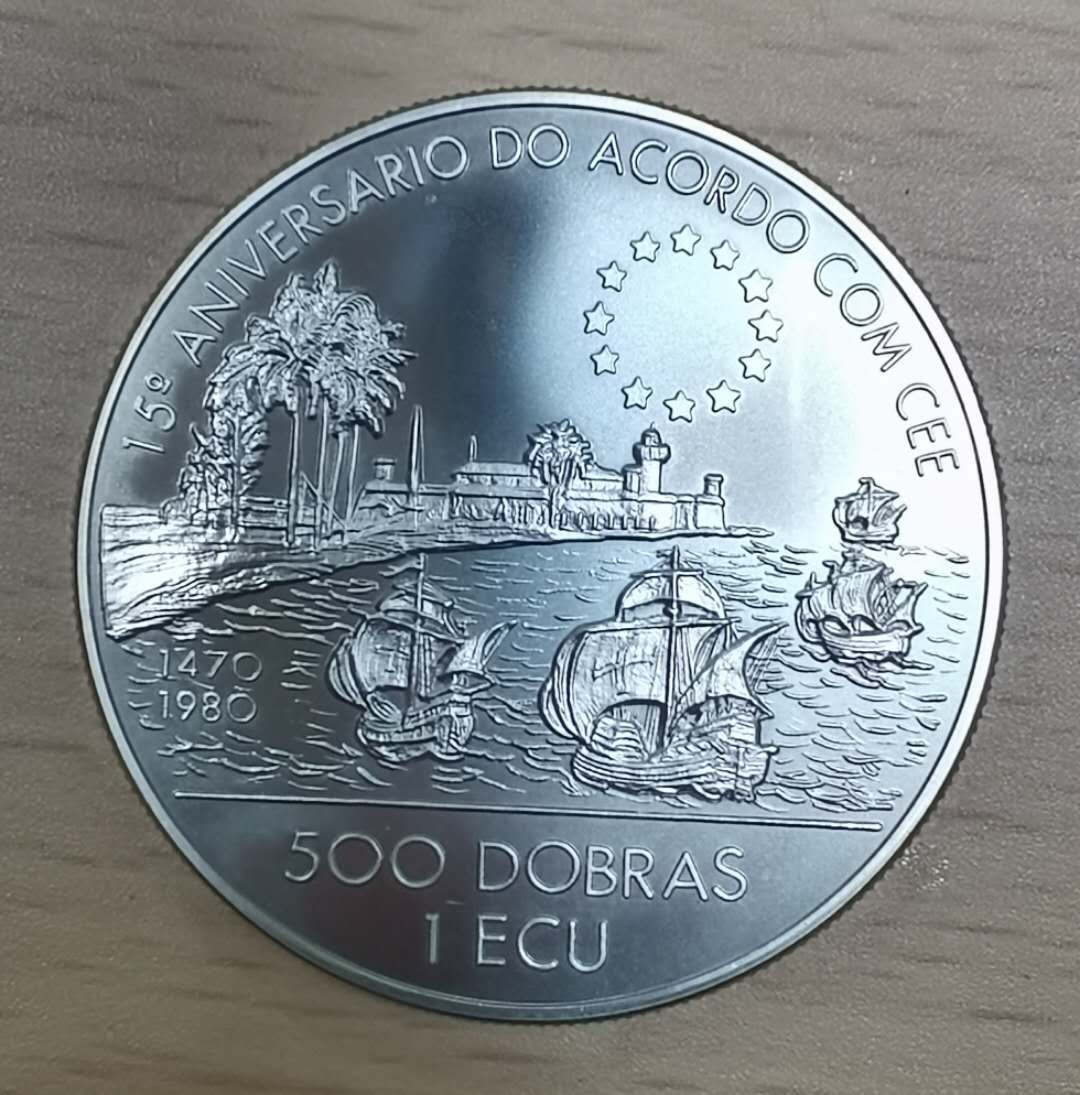 15º ANIVERSARIO DO ACORDO COM CEE
1470
1980
500 DOBRAS
1 ECU